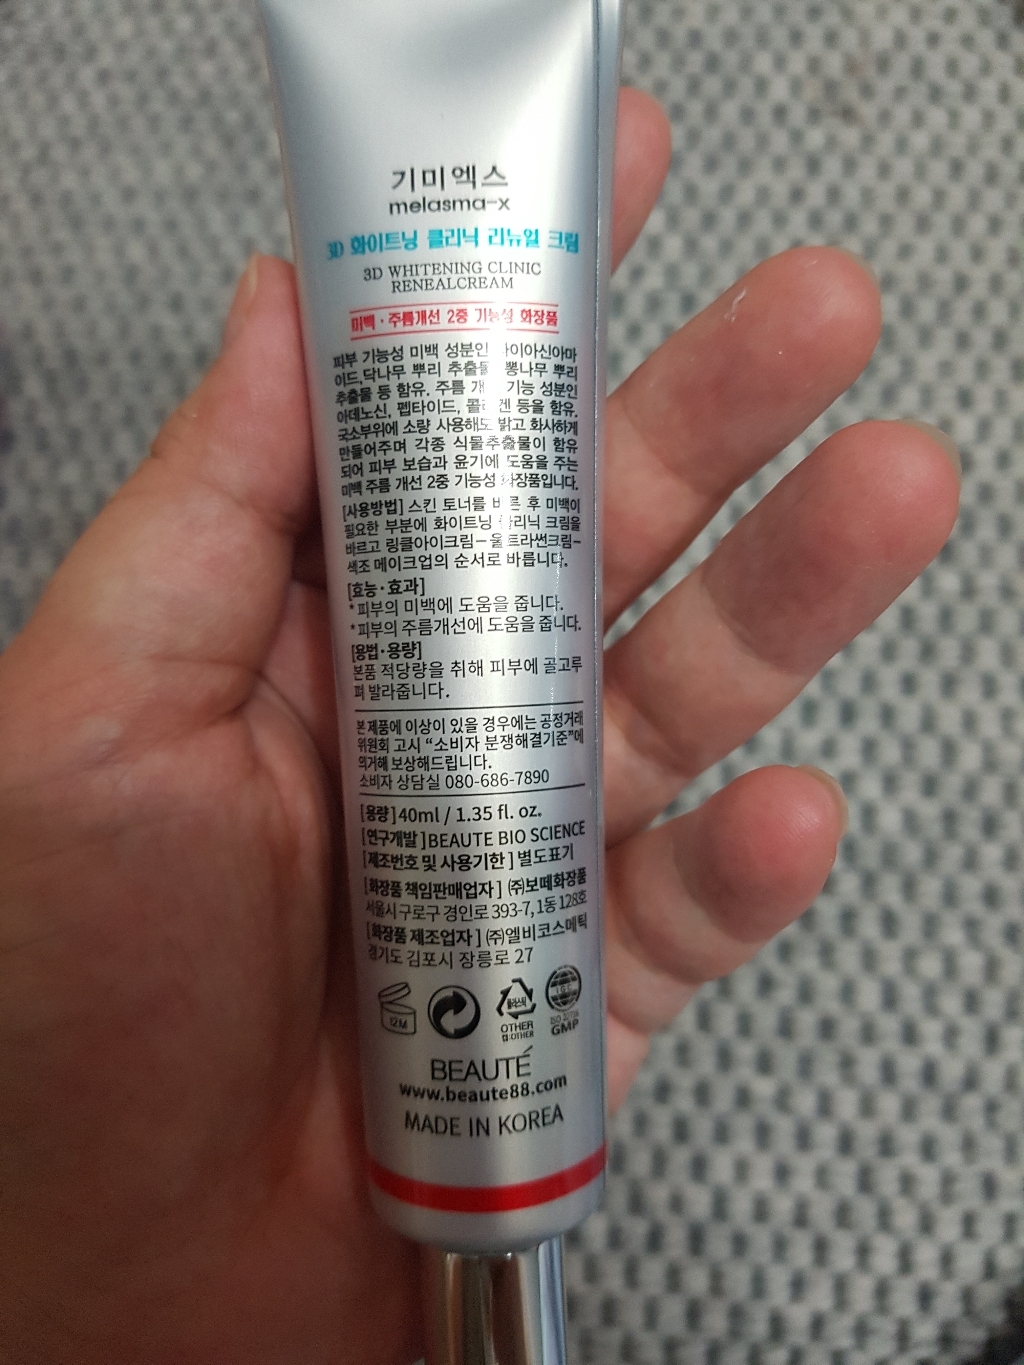 기미엑스
melasma-x
3D 화이트닝 클리닉 리뉴얼 크림
3D WHITENING CLINIC
RENEALCREAM
미백 · 주름개선 2중 기능성 화장품
피부 기능성 미백 성분인
이드,닥나무 뿌리 추출물 뽕나무 뿌리
추출물 등 함유. 주름 개 기능 성분인
아데노신, 펩타이드, 콜라겐 등을 함유.
국소부위에 소량 사용해도 밝고 화사하게
만들어주며 각종 식물추출물이 함유
되어 피부 보습과 윤기에 도움을 주는
미백 주름 개선 2중 기능성 화장품입니다.
[사용방법] 스킨 토너를 바른 후 미백이
필요한 부분에 화이트닝 클리닉 크림을
바르고 링클아이크림-울트라썬크림-
색조 메이크업의 순서로 바릅니다.
[효능·효과]
*피부의 미백에 도움을 줍니다.
*피부의 주름개선에 도움을 줍니다.
[용법·용량]
본품 적당량을 취해 피부에 골고루
펴 발라줍니다.
본 제품에 이상이 있을 경우에는 공정거래
위원회 고시 “소비자 분쟁해결기준”에
의거해 보상해드립니다.
소비자 상담실 080-686-7890
[용량]40ml / 1.35 fl. oz.
[연구개발]BEAUTE BIO SCIENCE
[제조번호 및 사용기한] 별도표기
[화장품 책임판매업자] (주)보떼화장품
서울시 구로구 경인로 393-7, 1동 128호
[화장품 제조업자] (주)엘비코스메틱
경기도 김포시 장릉로 27
12M
플라스틱
OTHER
캡:OTHER
GMP
BEAUTÉ
www.beaute88.com
MADE IN KOREA